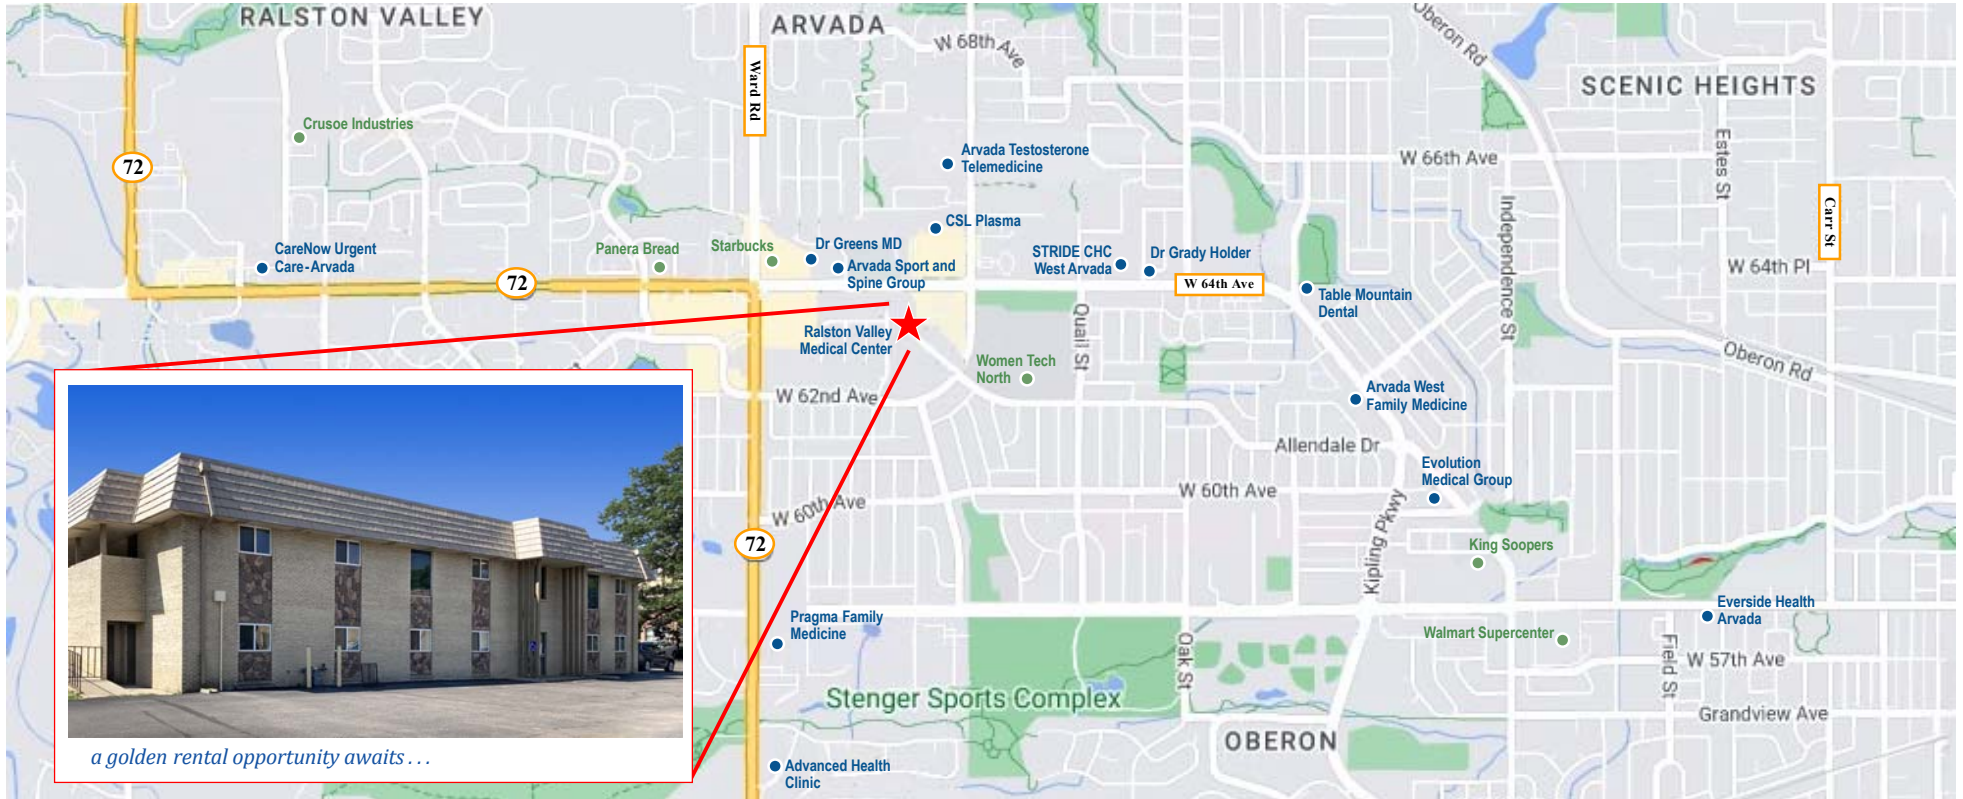 RALSTON VALLEY
ARVADA
W 68th Ave
Oberon Rd
SCENIC HEIGHTS
Ward Rd
Crusoe Industries
72
Arvada Testosterone
Telemedicine
W 66th Ave
Estes St
Independence St
Carr St
CSL Plasma
CareNow Urgent
Care-Arvada
Panera Bread
Starbucks
Dr Greens MD
Arvada Sport and
Spine Group
STRIDE CHC
West Arvada
Dr Grady Holder
W 64th Pl
72
W 64th Ave
Table Mountain
Dental
Quail St
Ralston Valley
Medical Center
Women Tech
North
Oberon Rd
W 62nd Ave
Arvada West
Family Medicine
Allendale Dr
Evolution
Medical Group
W 60th Ave
W 60th Ave
Kipling Pkwy
72
King Soopers
Pragma Family
Medicine
Everside Health
Arvada
Walmart Supercenter
Oak St
Field St
W 57th Ave
Stenger Sports Complex
Grandview Ave
OBERON
a golden rental opportunity awaits . . .
Advanced Health
Clinic